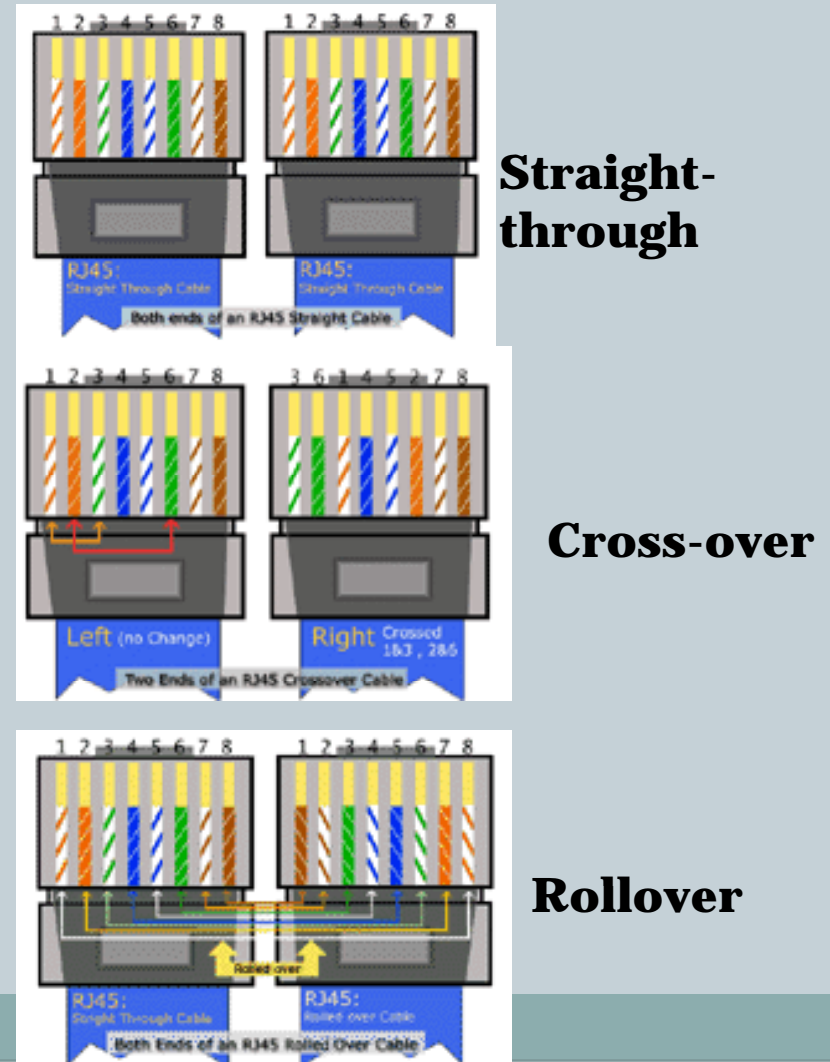 1 2 3 4 5 6 7 8 1 2 3 4 5 6 7 8
Straight-
through
RJ45:
Straight Through Cable
RJ45:
Straight Through Cable
Both ends of an RJ45 Straight Cable
1 2 3 4 5 6 7 8 3 6 1 4 5 2 7 8
Cross-over
Left (no Change)
Right Crossed
1&3 , 2&6
Two Ends of an RJ45 Crossover Cable
1 2 3 4 5 6 7 8 1 2 3 4 5 6 7 8
Rollover
Rolled over
RJ45:
Straight Through Cable
RJ45:
Rolled over Cable
Both Ends of an RJ45 Rolled Over Cable